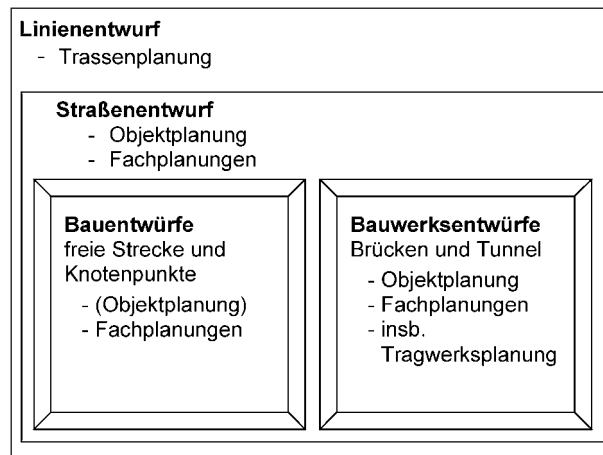 Linienentwurf
- Trassenplanung
Straßenentwurf
- Objektplanung
- Fachplanungen
Bauentwürfe
freie Strecke und
Knotenpunkte
- (Objektplanung)
- Fachplanungen
Bauwerksentwürfe
Brücken und Tunnel
- Objektplanung
- Fachplanungen
- insb.
Tragwerksplanung